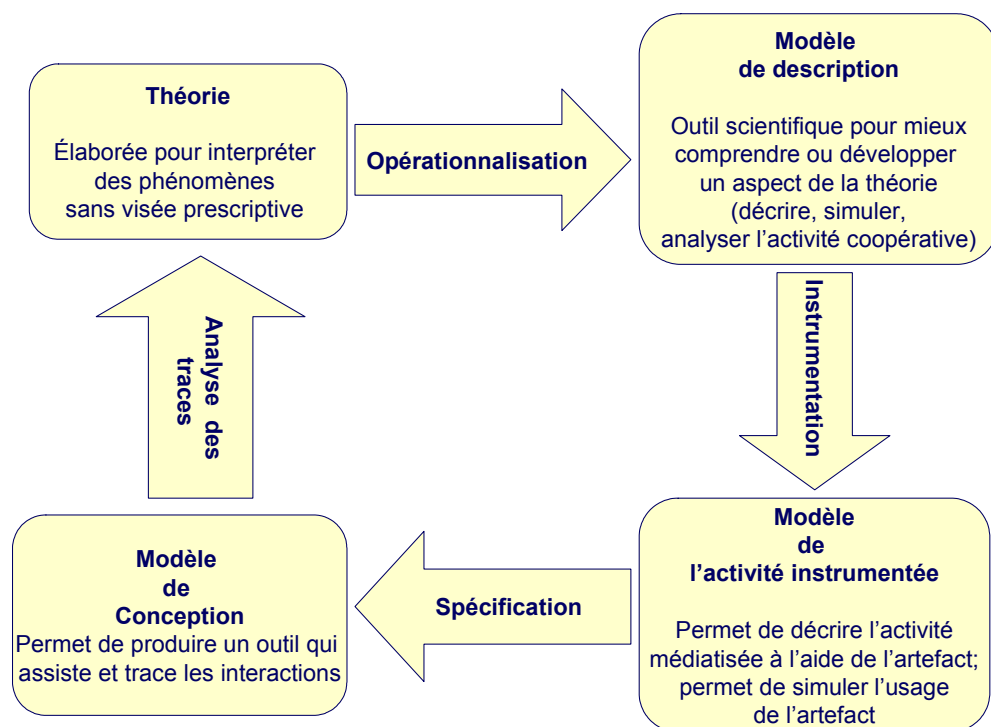 Théorie
Élaborée pour interpréter
des phénomènes
sans visée prescriptive
Opérationnalisation
Modèle
de description
Outil scientifique pour mieux
comprendre ou développer
un aspect de la théorie
(décrire, simuler,
analyser l’activité coopérative)
Instrumentation
Modèle
de
l’activité instrumentée
Permet de décrire l’activité
médiatisée à l’aide de l’artefact;
permet de simuler l’usage
de l’artefact
Spécification
Modèle
de
Conception
Permet de produire un outil qui
assiste et trace les interactions
Analyse des
traces